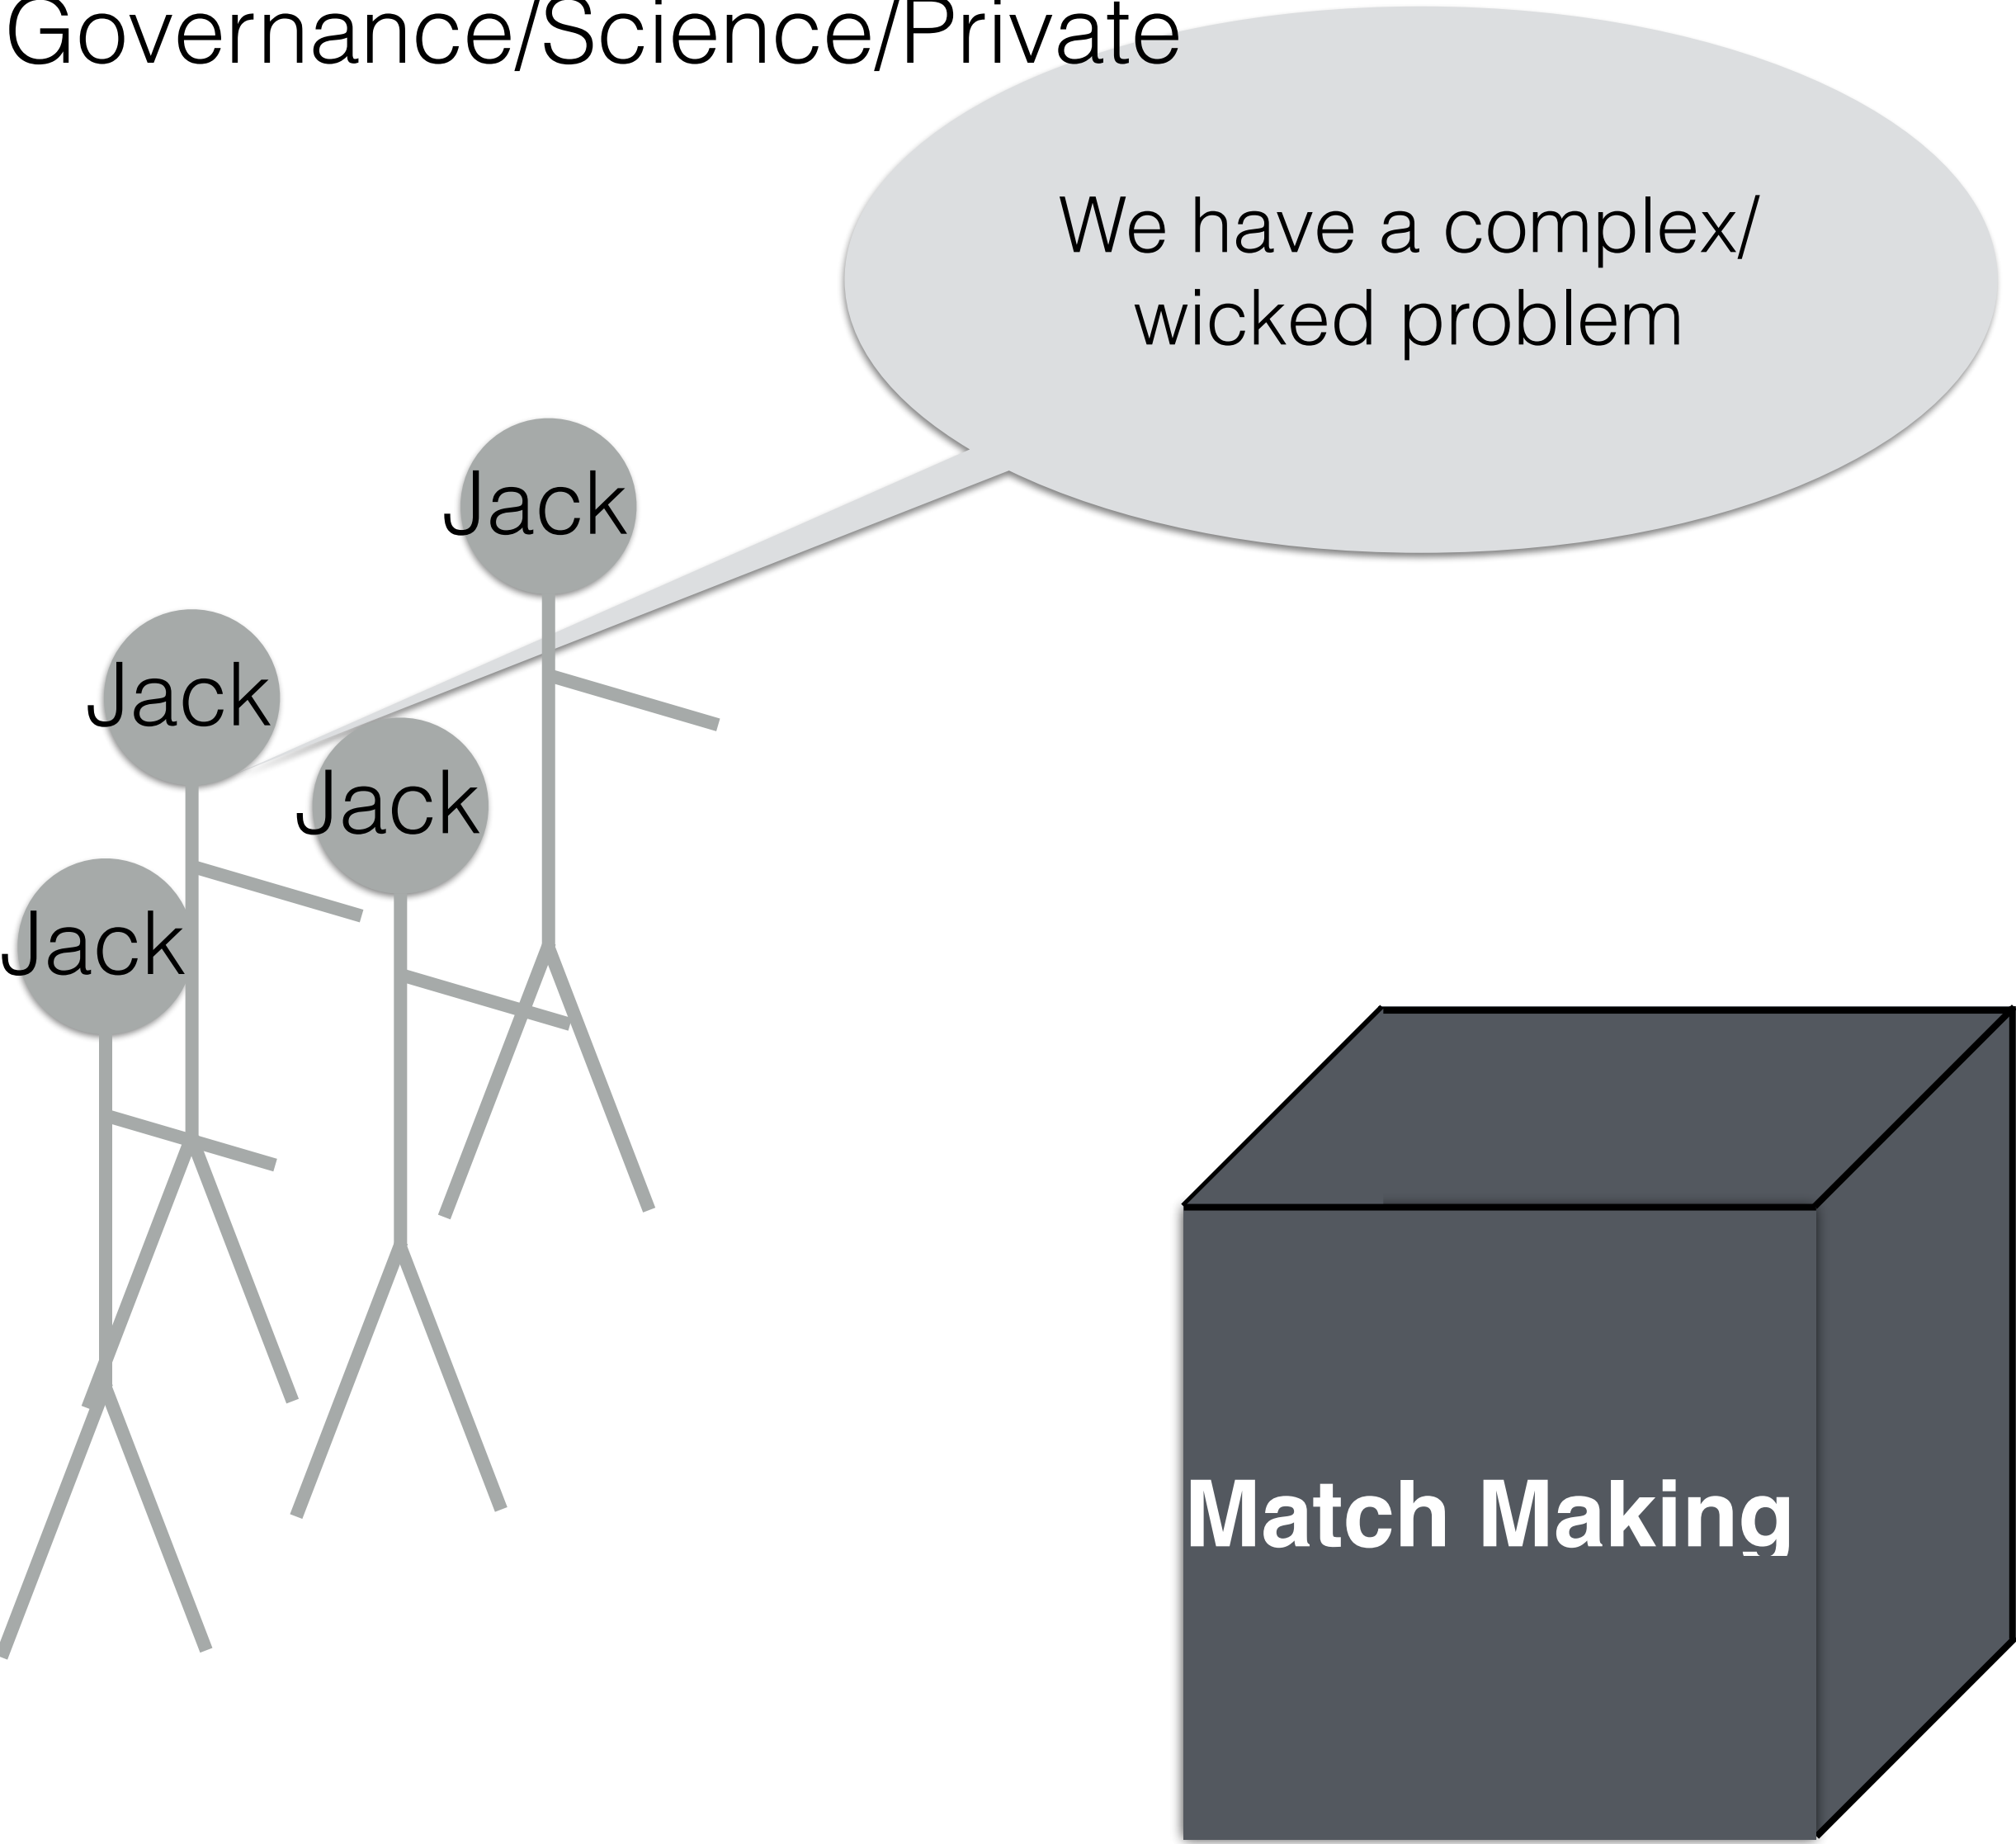 Governance/Science/Private
We have a complex/
wicked problem
Jack
Jack
Jack
Jack
Match Making